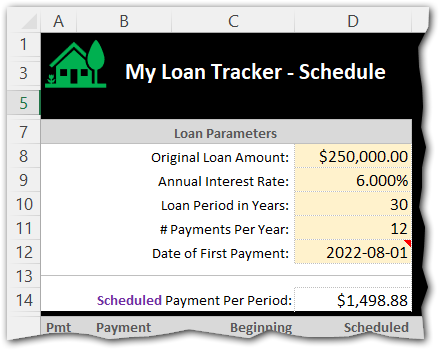 A B C D
1
3 My Loan Tracker - Schedule
5
7 Loan Parameters
8 Original Loan Amount: $250,000.00
9 Annual Interest Rate: 6.000%
10 Loan Period in Years: 30
11 # Payments Per Year: 12
12 Date of First Payment: 2022-08-01
13
14 Scheduled Payment Per Period: $1,498.88
Pmt Payment Beginning Scheduled